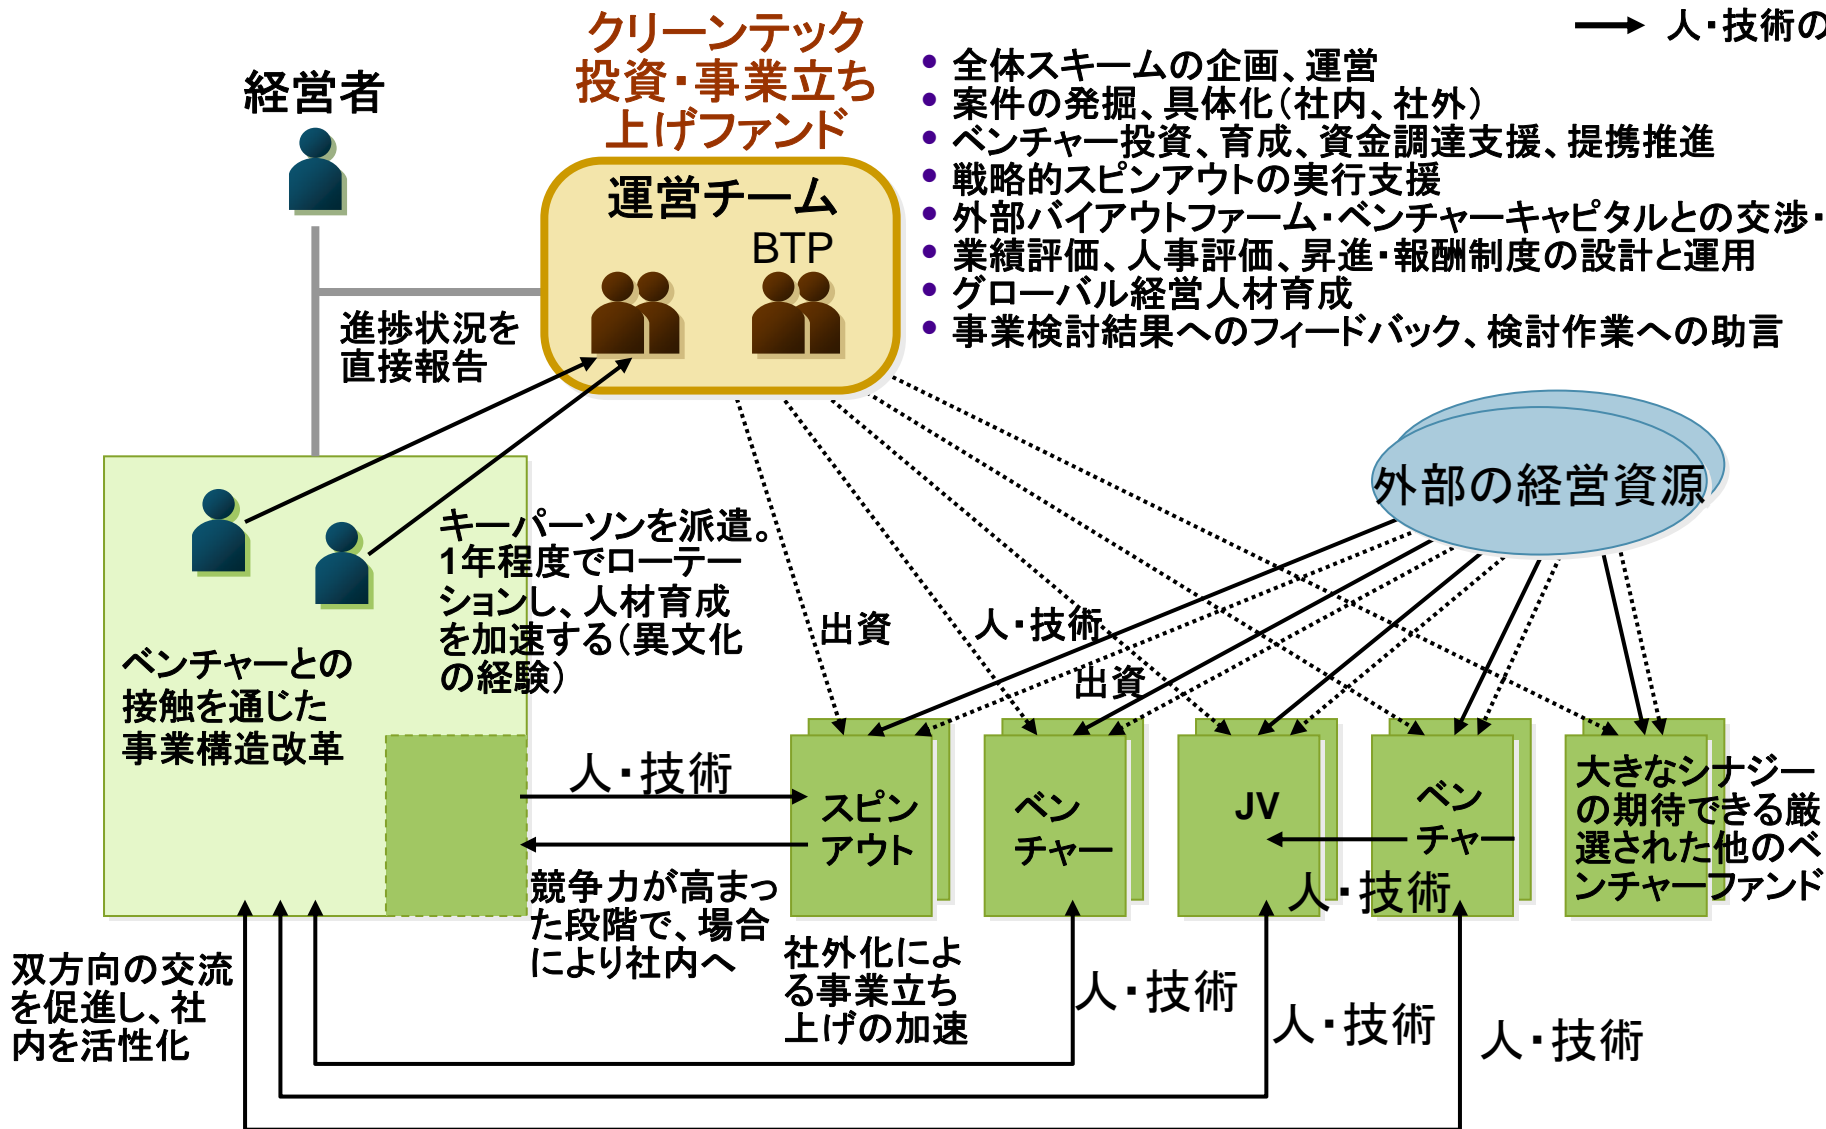 人・技術の
クリーンテック
投資・事業立ち
上げファンド
経営者
・全体スキームの企画、運営
・案件の発掘、具体化（社内、社外）
・ベンチャー投資、育成、資金調達支援、提携推進
・戦略的スピンアウトの実行支援
・外部バイアウトファーム・ベンチャーキャピタルとの交渉・
・業績評価、人事評価、昇進・報酬制度の設計と運用
・グローバル経営人材育成
・事業検討結果へのフィードバック、検討作業への助言
運営チーム
BTP
進捗状況を
直接報告
外部の経営資源
キーパーソンを派遣。
1年程度でローテー
ションし、人材育成
を加速する（異文化
の経験）
出資
人・技術
出資
ベンチャーとの
接触を通じた
事業構造改革
人・技術
スピン
アウト
ベン
チャー
JV
ベン
チャー
大きなシナジー
の期待できる厳
選された他のベ
ンチャーファンド
人・技術
競争力が高まっ
た段階で、場合
により社内へ
社外化によ
る事業立ち
上げの加速
双方向の交流
を促進し、社
内を活性化
人・技術
人・技術
人・技術